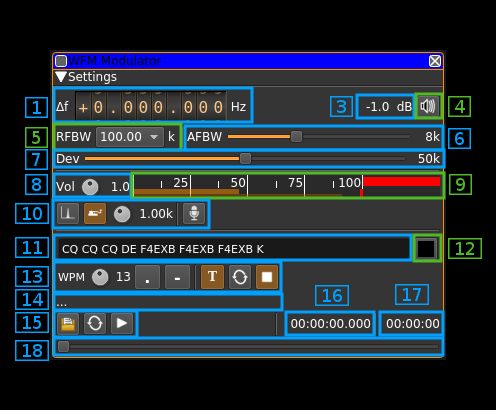 WFM Modulator
Settings
1 Δf +0.000.000 Hz 3 -1.0 dB 4
5 RFBW 100.00 k AFBW 8k 6
7 Dev 50k
8 Vol 1.0 25 50 75 100 9
10 1.00k
11 CQ CQ CQ DE F4EXB F4EXB F4EXB K 12
13 WPM 13 . - T
14 ... 16 17
15 00:00:00.000 00:00:00
18